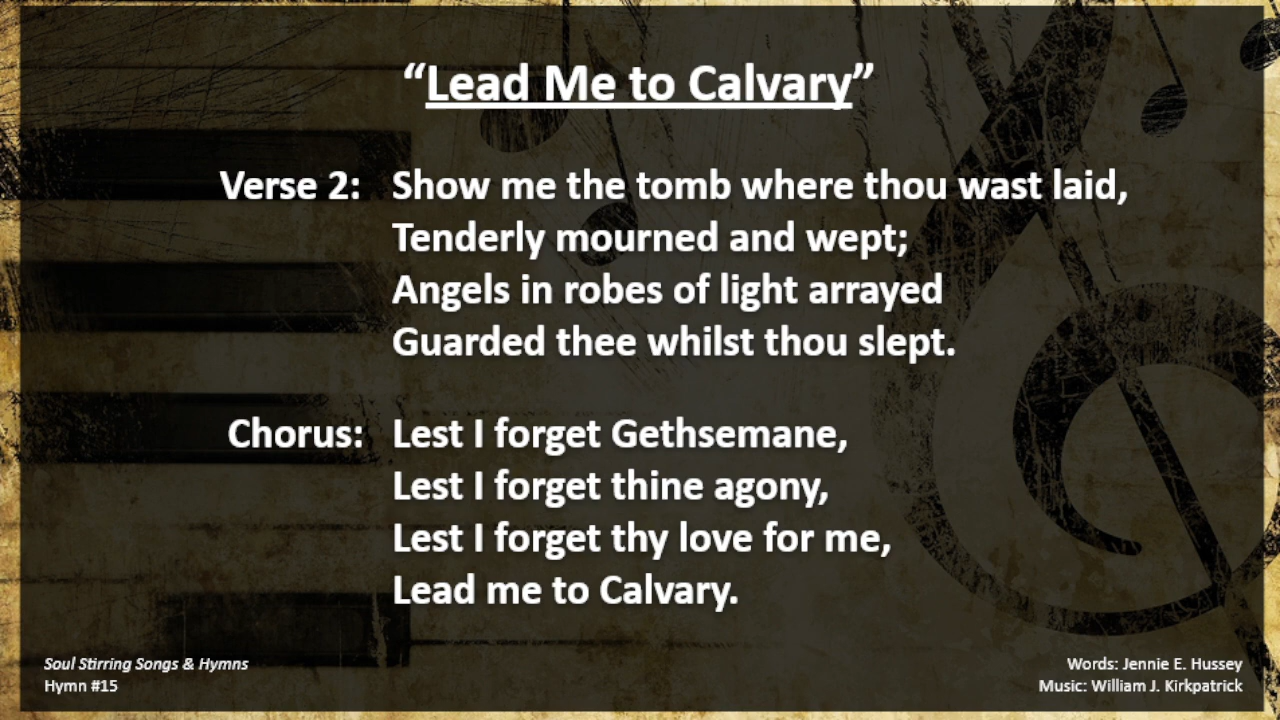 “Lead Me to Calvary”
Verse 2: Show me the tomb where thou wast laid,
Tenderly mourned and wept;
Angels in robes of light arrayed
Guarded thee whilst thou slept.
Chorus: Lest I forget Gethsemane,
Lest I forget thine agony,
Lest I forget thy love for me,
Lead me to Calvary.
Soul Stirring Songs & Hymns
Hymn #15
Words: Jennie E. Hussey
Music: William J. Kirkpatrick